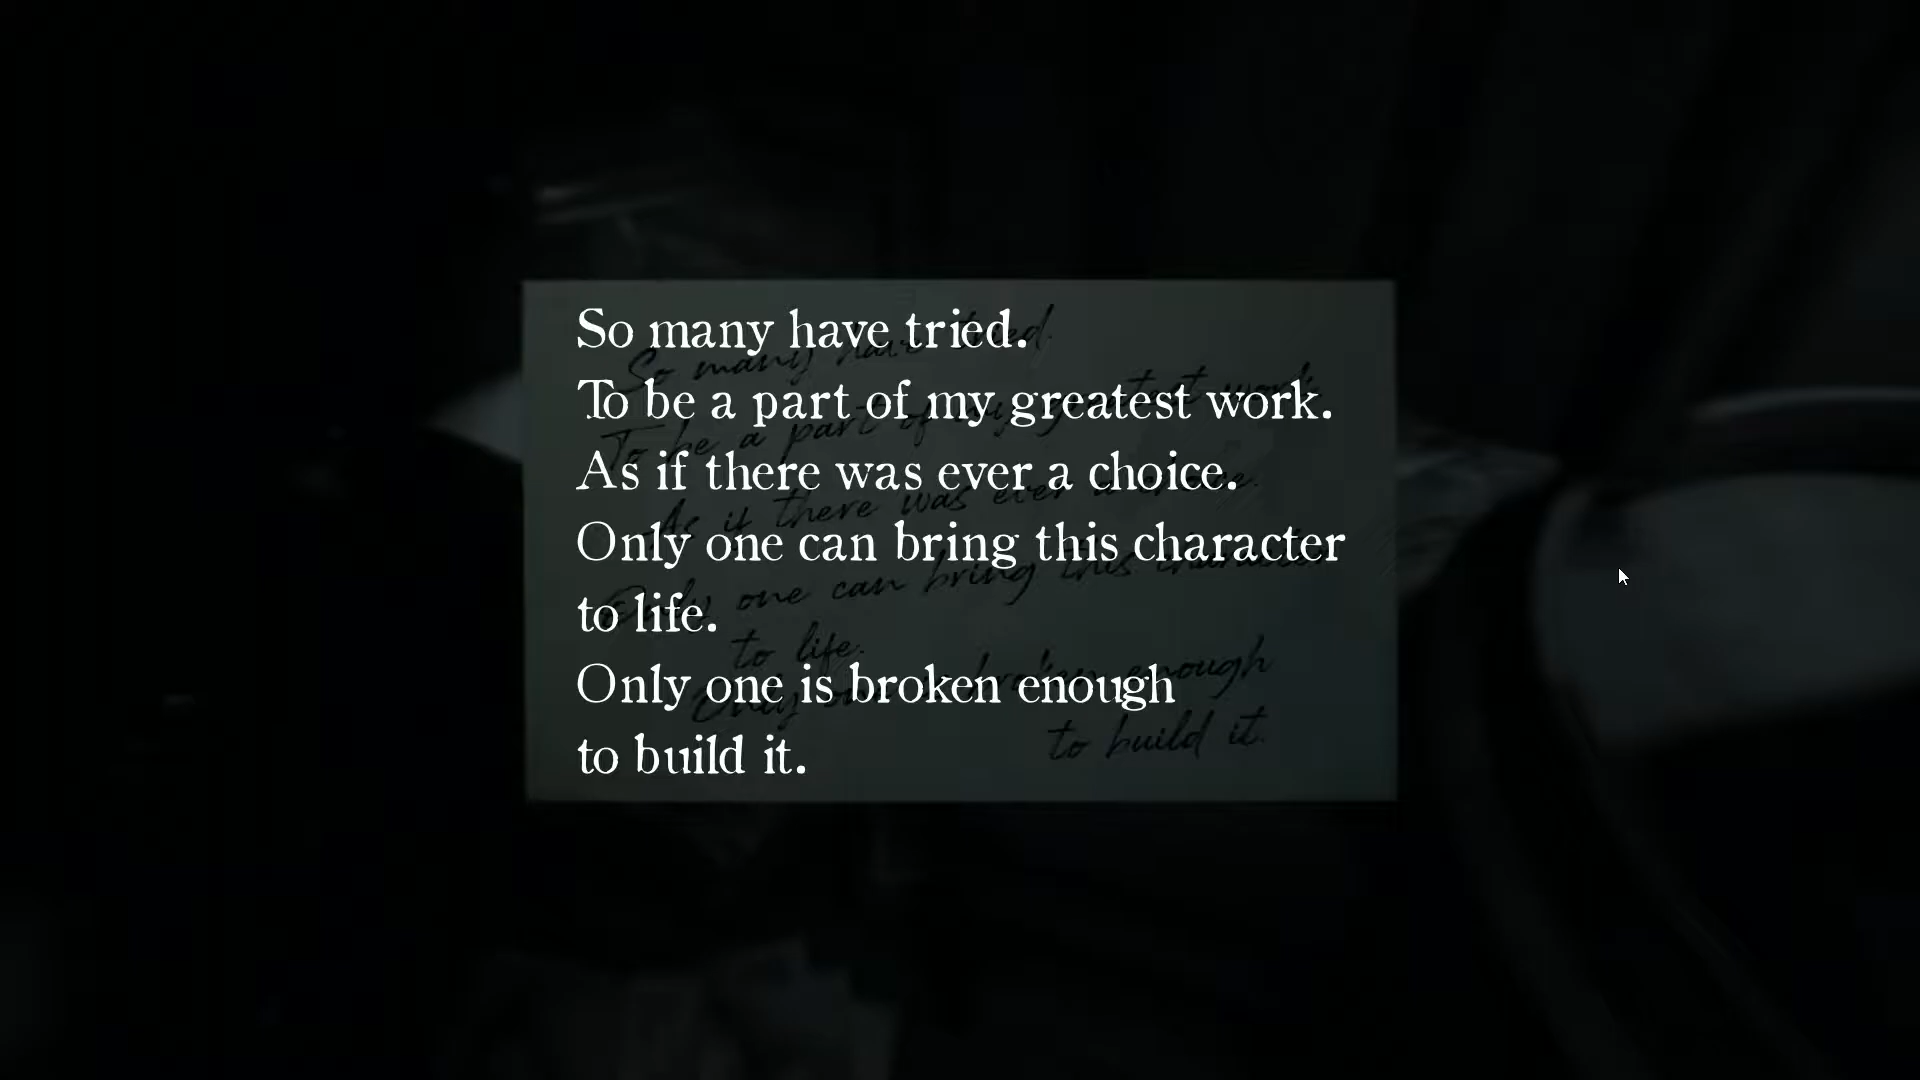 So many have tried.
To be a part of my greatest work.
As if there was ever a choice.
Only one can bring this character
to life.
Only one is broken enough
to build it.